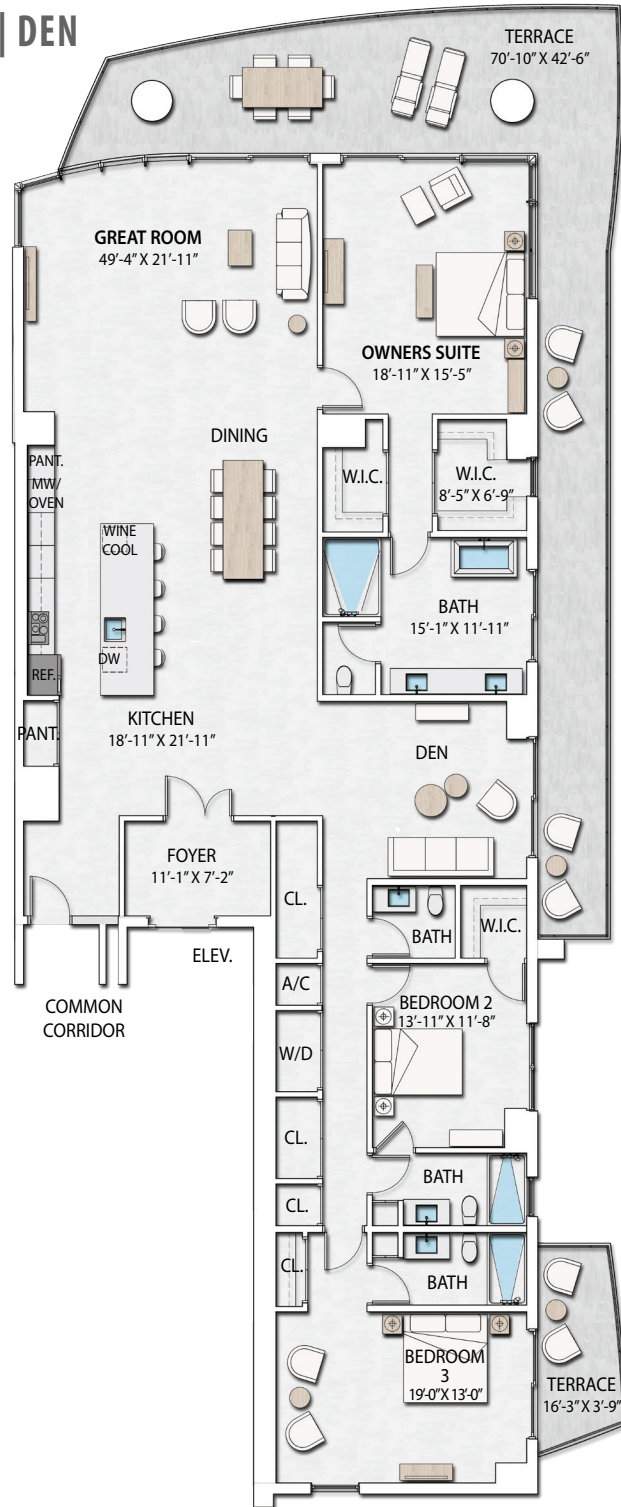 | DEN
TERRACE
70'-10" X 42'-6"
GREAT ROOM
49'-4" X 21'-11"
OWNERS SUITE
18'-11" X 15'-5"
DINING
PANT.
MW/
OVEN
W.I.C.
W.I.C.
8'-5" X 6'-9"
WINE
COOL
BATH
15'-1" X 11'-11"
DW
REF.
PANT.
KITCHEN
18'-11" X 21'-11"
DEN
FOYER
11'-1" X 7'-2"
CL.
BATH
W.I.C.
ELEV.
A/C
COMMON
CORRIDOR
BEDROOM 2
13'-11" X 11'-8"
W/D
CL.
BATH
CL.
CL.
BATH
BEDROOM
3
19'-0" X 13'-0"
TERRACE
16'-3" X 3'-9"